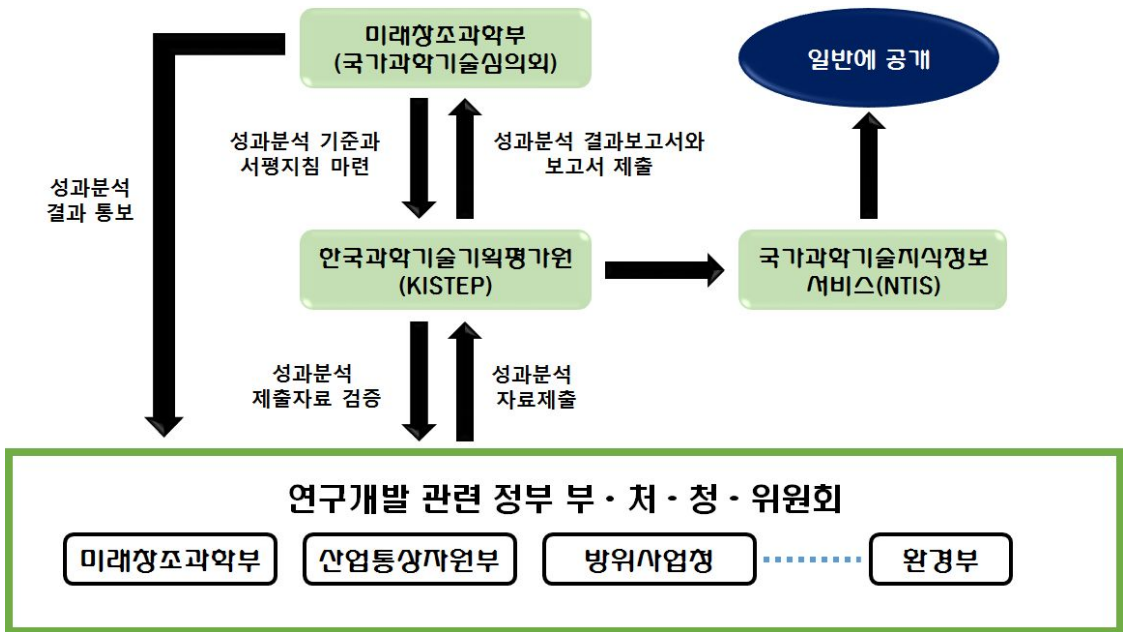 미래창조과학부
(국가과학기술심의회)
일반에 공개
성과분석 기준과
서평지침 마련
성과분석 결과보고서와
보고서 제출
성과분석
결과 통보
한국과학기술기획평가원
(KISTEP)
국가과학기술지식정보
서비스(NTIS)
성과분석
제출자료 검증
성과분석
자료제출
연구개발 관련 정부 부 · 처 · 청 · 위원회
미래창조과학부
산업통상자원부
방위사업청
환경부